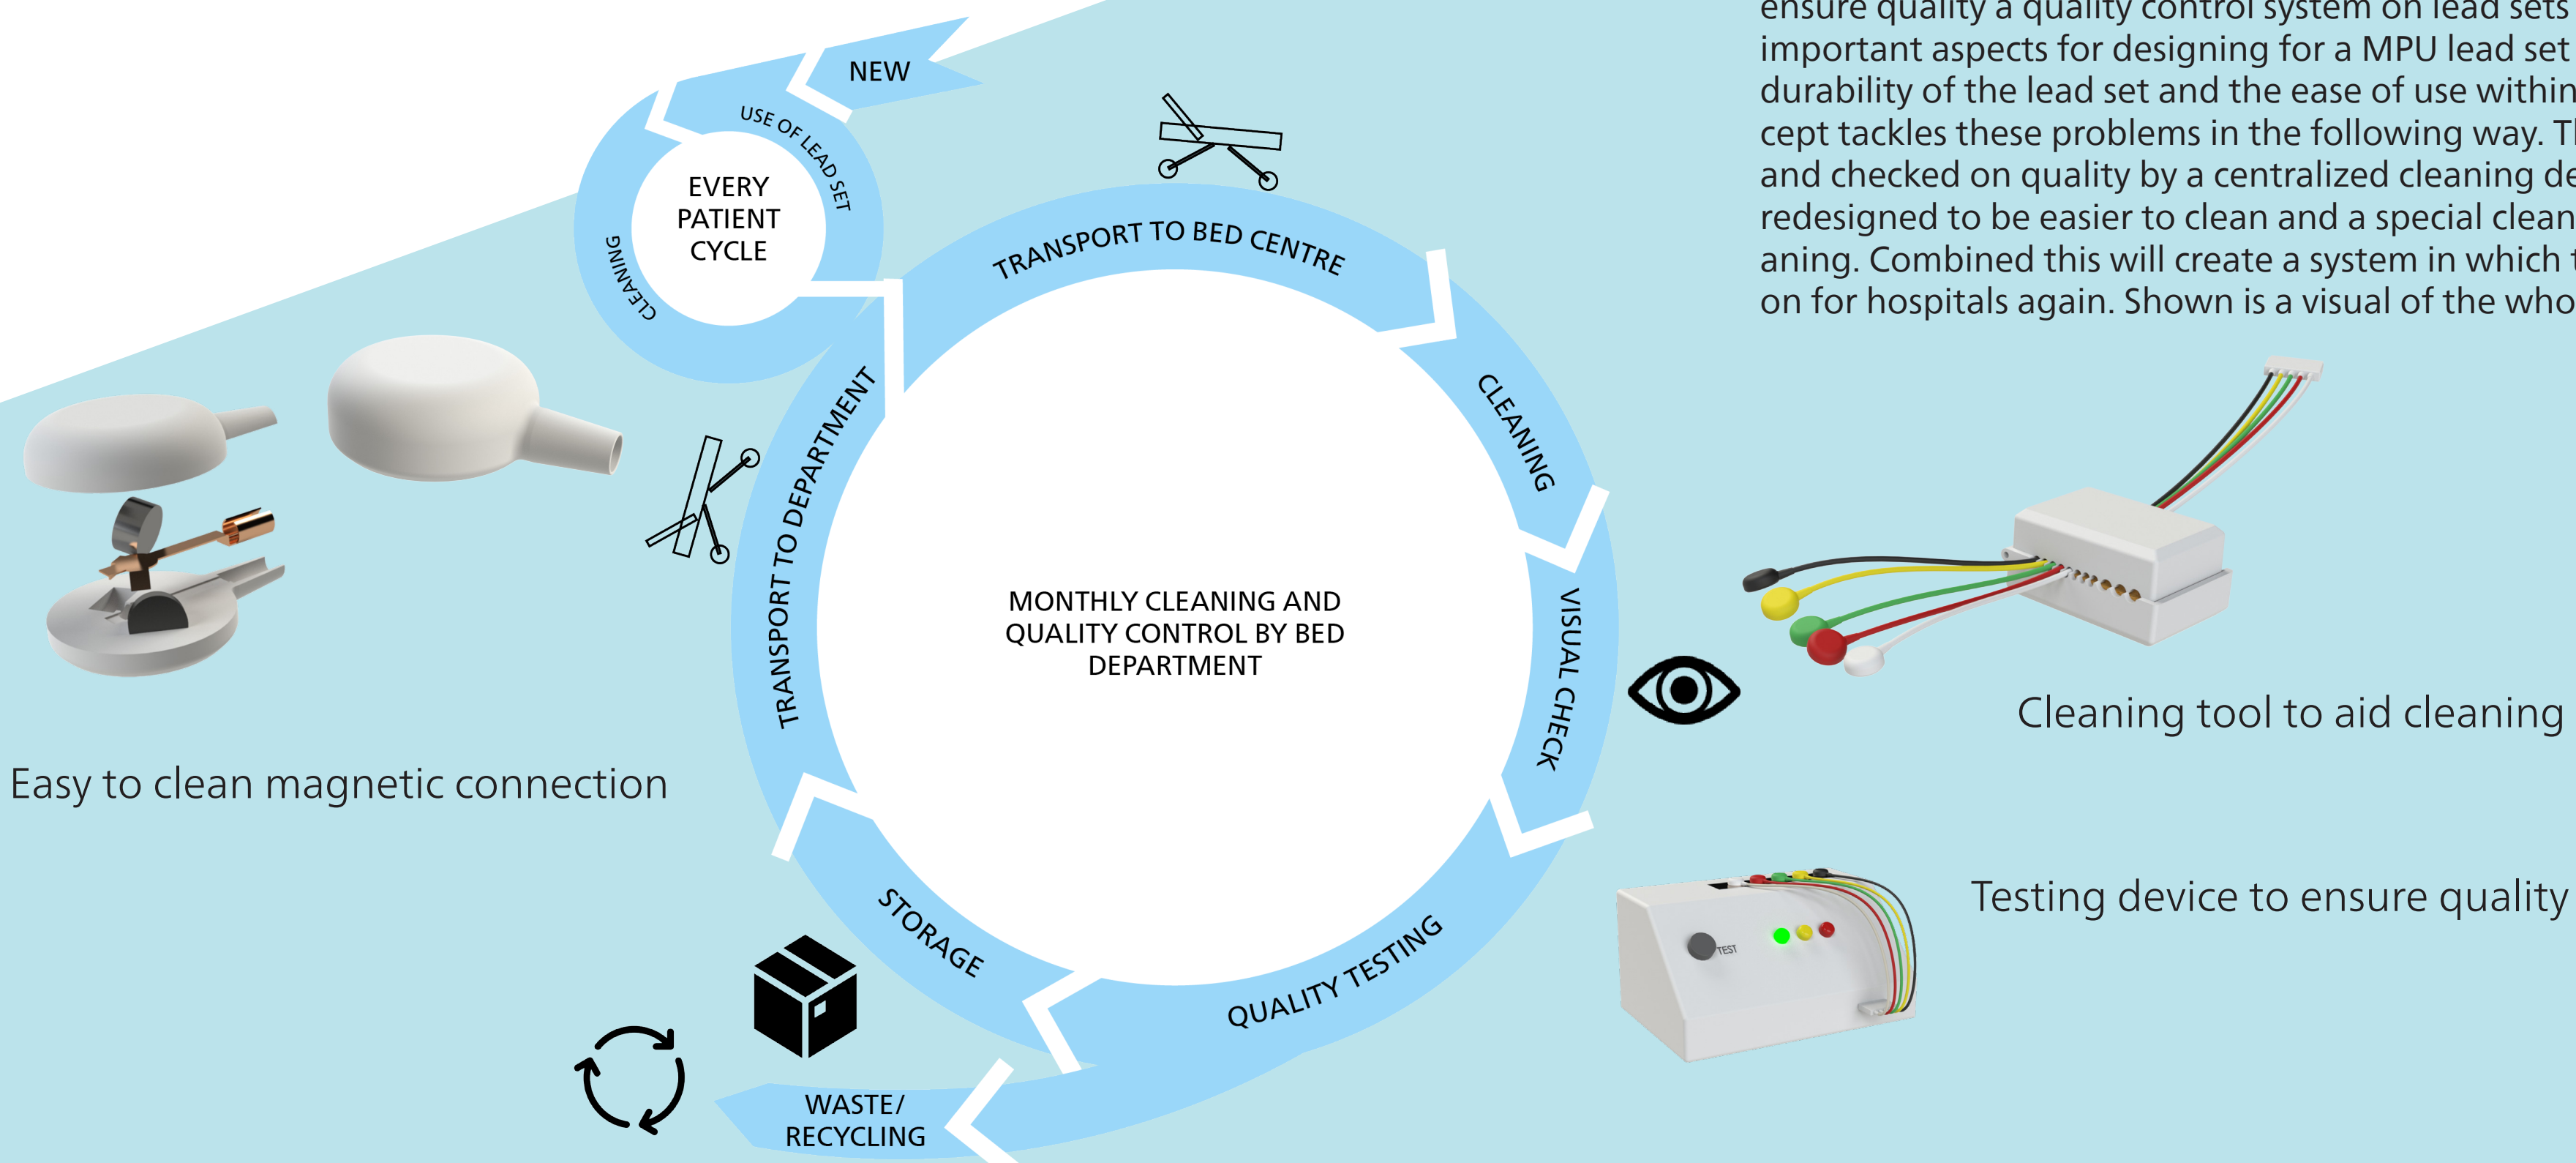 ensure quality a quality control system on lead sets
important aspects for designing for a MPU lead set
durability of the lead set and the ease of use within
cept tackles these problems in the following way. Th
and checked on quality by a centralized cleaning de
redesigned to be easier to clean and a special clean
aning. Combined this will create a system in which t
on for hospitals again. Shown is a visual of the who
NEW
USE OF LEAD SET
EVERY
PATIENT
CYCLE
CLEANING
TRANSPORT TO BED CENTRE
CLEANING
VISUAL CHECK
QUALITY TESTING
STORAGE
TRANSPORT TO DEPARTMENT
MONTHLY CLEANING AND
QUALITY CONTROL BY BED
DEPARTMENT
WASTE/
RECYCLING
Easy to clean magnetic connection
Cleaning tool to aid cleaning
TEST
Testing device to ensure quality